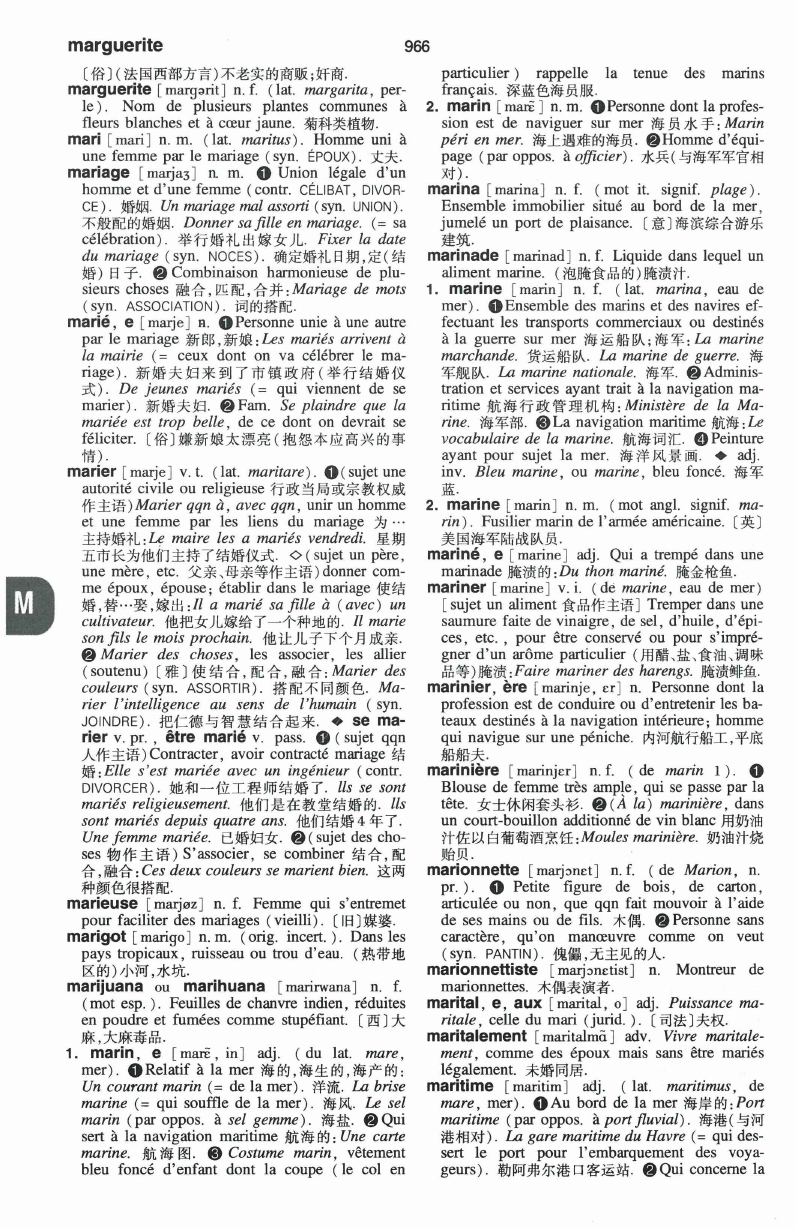 marguerite
966
〔俗〕(法国西部方言)不老实的商贩;奸商.
marguerite [margərit] n. f. (lat. margarita, per-
le). Nom de plusieurs plantes communes à
fleurs blanches et à cœur jaune. 菊科类植物.
mari [mari] n. m. (lat. maritus). Homme uni à
une femme par le mariage (syn. ÉPOUX). 丈夫.
mariage [marjaʒ] n. m. ❶ Union légale d'un
homme et d'une femme (contr. CÉLIBAT, DIVOR-
CE). 婚姻. Un mariage mal assorti (syn. UNION).
不般配的婚姻. Donner sa fille en mariage. (= sa
célébration). 举行婚礼出嫁女儿. Fixer la date
du mariage (syn. NOCES). 确定婚礼日期,定(结
婚)日子. ❷ Combinaison harmonieuse de plu-
sieurs choses 融合,匹配,合并:Mariage de mots
(syn. ASSOCIATION). 词的搭配.
marié, e [marje] n. ❶Personne unie à une autre
par le mariage 新郎,新娘:Les mariés arrivent à
la mairie (= ceux dont on va célébrer le ma-
riage). 新婚夫妇来到了市镇政府(举行结婚仪
式). De jeunes mariés (= qui viennent de se
marier). 新婚夫妇. ❷Fam. Se plaindre que la
mariée est trop belle, de ce dont on devrait se
féliciter. 〔俗〕嫌新娘太漂亮(抱怨本应高兴的事
情).
marier [marje] v. t. (lat. maritare). ❶(sujet une
autorité civile ou religieuse 行政当局或宗教权威
作主语)Marier qqn à, avec qqn, unir un homme
et une femme par les liens du mariage 为…
主持婚礼:Le maire les a mariés vendredi. 星期
五市长为他们主持了结婚仪式. ◇(sujet un père,
une mère, etc. 父亲、母亲等作主语)donner com-
me époux, épouse; établir dans le mariage 使结
婚,替…娶,嫁出:Il a marié sa fille à (avec) un
cultivateur. 他把女儿嫁给了一个种地的. Il marie
son fils le mois prochain. 他让儿子下个月成亲.
❷ Marier des choses, les associer, les allier
(soutenu)〔雅〕使结合,配合,融合:Marier des
couleurs (syn. ASSORTIR). 搭配不同颜色. Ma-
rier l'intelligence au sens de l'humain (syn.
JOINDRE). 把仁德与智慧结合起来. ◆ se ma-
rier v. pr. , être marié v. pass. ❶(sujet qqn
人作主语)Contracter, avoir contracté mariage 结
婚:Elle s'est mariée avec un ingénieur (contr.
DIVORCER). 她和一位工程师结婚了. Ils se sont
mariés religieusement. 他们是在教堂结婚的. Ils
sont mariés depuis quatre ans. 他们结婚4年了.
Une femme mariée. 已婚妇女. ❷(sujet des cho-
ses 物作主语) S'associer, se combiner 结合,配
合,融合:Ces deux couleurs se marient bien. 这两
种颜色很搭配.
marieuse [marjøz] n. f. Femme qui s'entremet
pour faciliter des mariages (vieilli). 〔旧〕媒婆.
marigot [marigo] n. m. (orig. incert.). Dans les
pays tropicaux, ruisseau ou trou d'eau. (热带地
区的)小河,水坑.
marijuana ou marihuana [marirwana] n. f.
(mot esp.). Feuilles de chanvre indien, réduites
en poudre et fumées comme stupéfiant. 〔西〕大
麻,大麻毒品.
1. marin, e [marɛ̃, in] adj. (du lat. mare,
mer). ❶Relatif à la mer 海的,海生的,海产的:
Un courant marin (= de la mer). 洋流. La brise
marine (= qui souffle de la mer). 海风. Le sel
marin (par oppos. à sel gemme). 海盐. ❷Qui
sert à la navigation maritime 航海的:Une carte
marine. 航海图. ❸ Costume marin, vêtement
bleu foncé d'enfant dont la coupe (le col en
M
particulier) rappelle la tenue des marins
français. 深蓝色海员服.
2. marin [marɛ̃] n. m. ❶Personne dont la profes-
sion est de naviguer sur mer 海员水手:Marin
péri en mer. 海上遇难的海员. ❷Homme d'équi-
page (par oppos. à officier). 水兵(与海军军官相
对).
marina [marina] n. f. (mot it. signif. plage).
Ensemble immobilier situé au bord de la mer,
jumelé un port de plaisance. 〔意〕海滨综合游乐
建筑.
marinade [marinad] n. f. Liquide dans lequel un
aliment marine. (泡腌食品的)腌渍汁.
1. marine [marin] n. f. (lat. marina, eau de
mer). ❶Ensemble des marins et des navires ef-
fectuant les transports commerciaux ou destinés
à la guerre sur mer 海运船队;海军:La marine
marchande. 货运船队. La marine de guerre. 海
军舰队. La marine nationale. 海军. ❷Adminis-
tration et services ayant trait à la navigation ma-
ritime 航海行政管理机构:Ministère de la Ma-
rine. 海军部. ❸La navigation maritime 航海:Le
vocabulaire de la marine. 航海词汇. ❹Peinture
ayant pour sujet la mer. 海洋风景画. ◆ adj.
inv. Bleu marine, ou marine, bleu foncé. 海军
蓝.
2. marine [marin] n. m. (mot angl. signif. ma-
rin). Fusilier marin de l'armée américaine. 〔英〕
美国海军陆战队员.
mariné, e [marine] adj. Qui a trempé dans une
marinade 腌渍的:Du thon mariné. 腌金枪鱼.
mariner [marine] v. i. (de marine, eau de mer)
[sujet un aliment 食品作主语] Tremper dans une
saumure faite de vinaigre, de sel, d'huile, d'épi-
ces, etc. , pour être conservé ou pour s'impré-
gner d'un arôme particulier (用醋、盐、食油、调味
品等)腌渍:Faire mariner des harengs. 腌渍鲱鱼.
marinier, ère [marinje, ɛr] n. Personne dont la
profession est de conduire ou d'entretenir les ba-
teaux destinés à la navigation intérieure; homme
qui navigue sur une péniche. 内河航行船工,平底
船船夫.
marinière [marinjɛr] n. f. (de marin 1). ❶
Blouse de femme très ample, qui se passe par la
tête. 女士休闲套头衫. ❷(À la) marinière, dans
un court-bouillon additionné de vin blanc 用奶油
汁佐以白葡萄酒烹饪:Moules marinière. 奶油汁烧
贻贝.
marionnette [marjɔnɛt] n. f. (de Marion, n.
pr.). ❶ Petite figure de bois, de carton,
articulée ou non, que qqn fait mouvoir à l'aide
de ses mains ou de fils. 木偶. ❷Personne sans
caractère, qu'on manœuvre comme on veut
(syn. PANTIN). 傀儡,无主见的人.
marionnettiste [marjɔnɛtist] n. Montreur de
marionnettes. 木偶表演者.
marital, e, aux [marital, o] adj. Puissance ma-
ritale, celle du mari (jurid.). 〔司法〕夫权.
maritalement [maritalmɑ̃] adv. Vivre maritale-
ment, comme des époux mais sans être mariés
légalement. 未婚同居.
maritime [maritim] adj. (lat. maritimus, de
mare, mer). ❶Au bord de la mer 海岸的:Port
maritime (par oppos. à port fluvial). 海港(与河
港相对). La gare maritime du Havre (= qui des-
sert le port pour l'embarquement des voya-
geurs). 勒阿弗尔港口客运站. ❷Qui concerne la